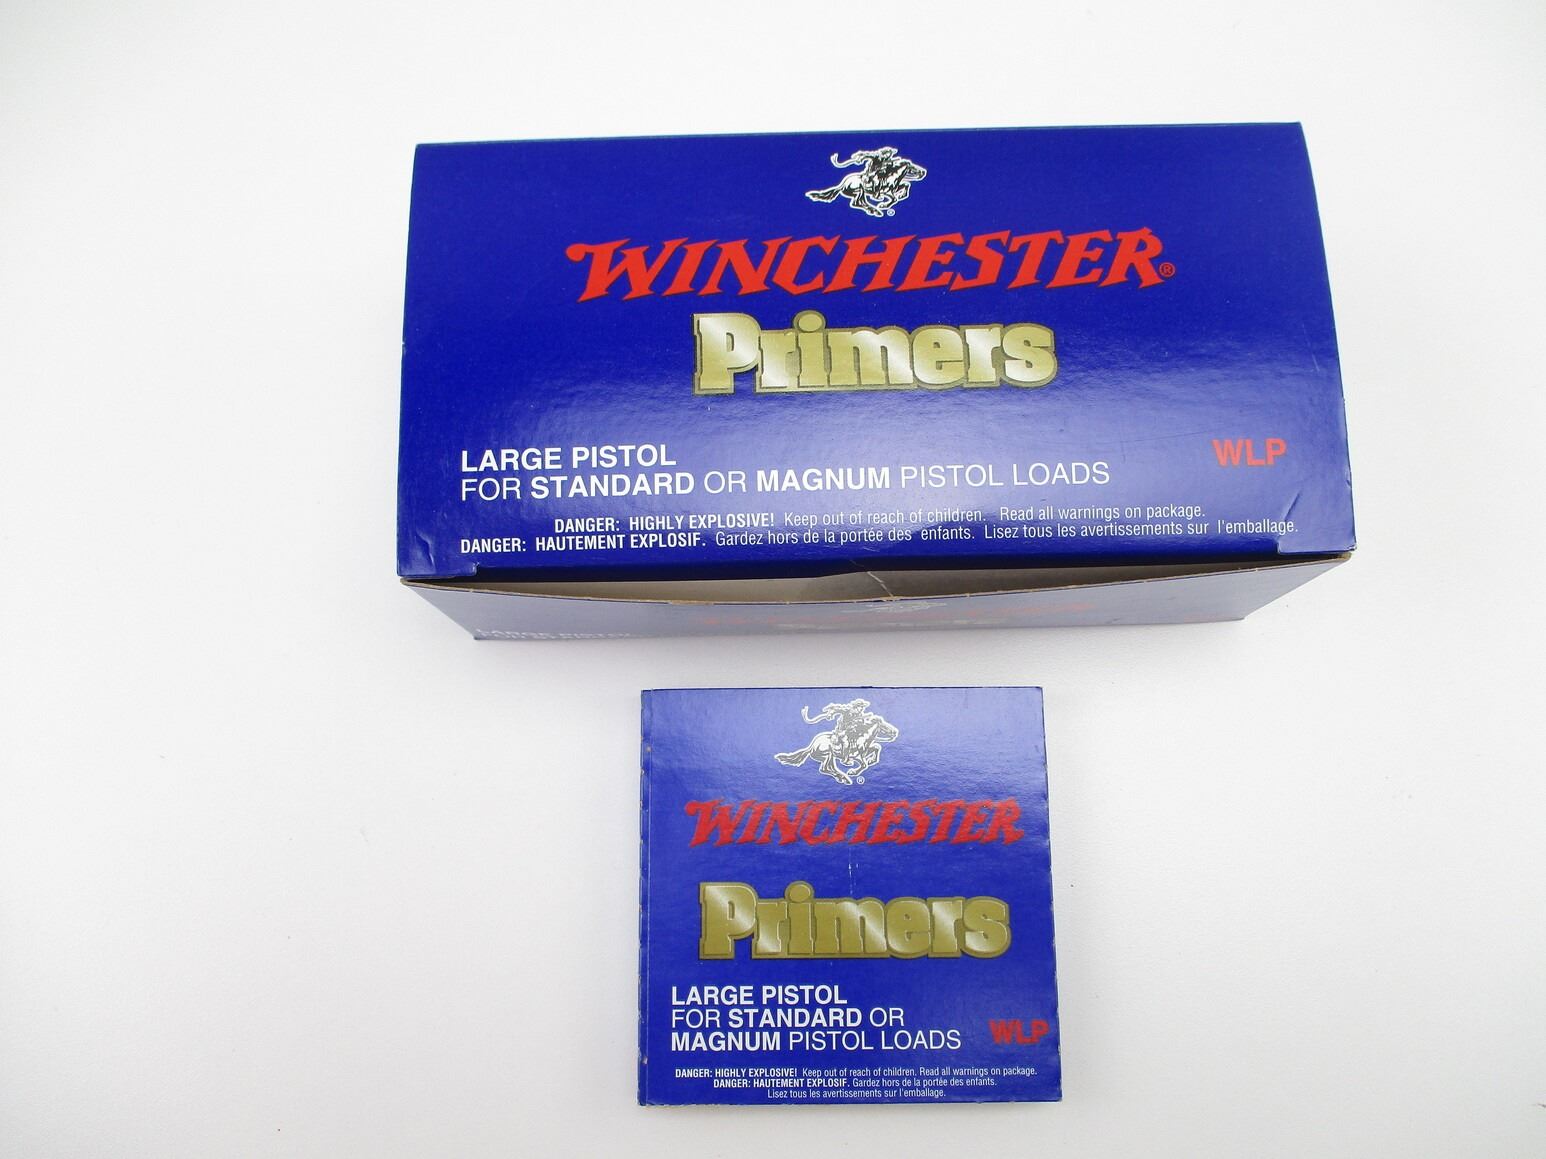 WINCHESTER®
Primers
LARGE PISTOL
FOR STANDARD OR MAGNUM PISTOL LOADS
WLP
DANGER: HIGHLY EXPLOSIVE! Keep out of reach of children. Read all warnings on package.
DANGER: HAUTEMENT EXPLOSIF. Gardez hors de la portée des enfants. Lisez tous les avertissements sur l'emballage.
LARGE PISTOL
®
WINCHESTER
Primers
LARGE PISTOL
FOR STANDARD OR
MAGNUM PISTOL LOADS
WLP
DANGER: HIGHLY EXPLOSIVE! Keep out of reach of children. Read all warnings on package.
DANGER: HAUTEMENT EXPLOSIF. Gardez hors de la portée des enfants.
Lisez tous les avertissements sur l'emballage.